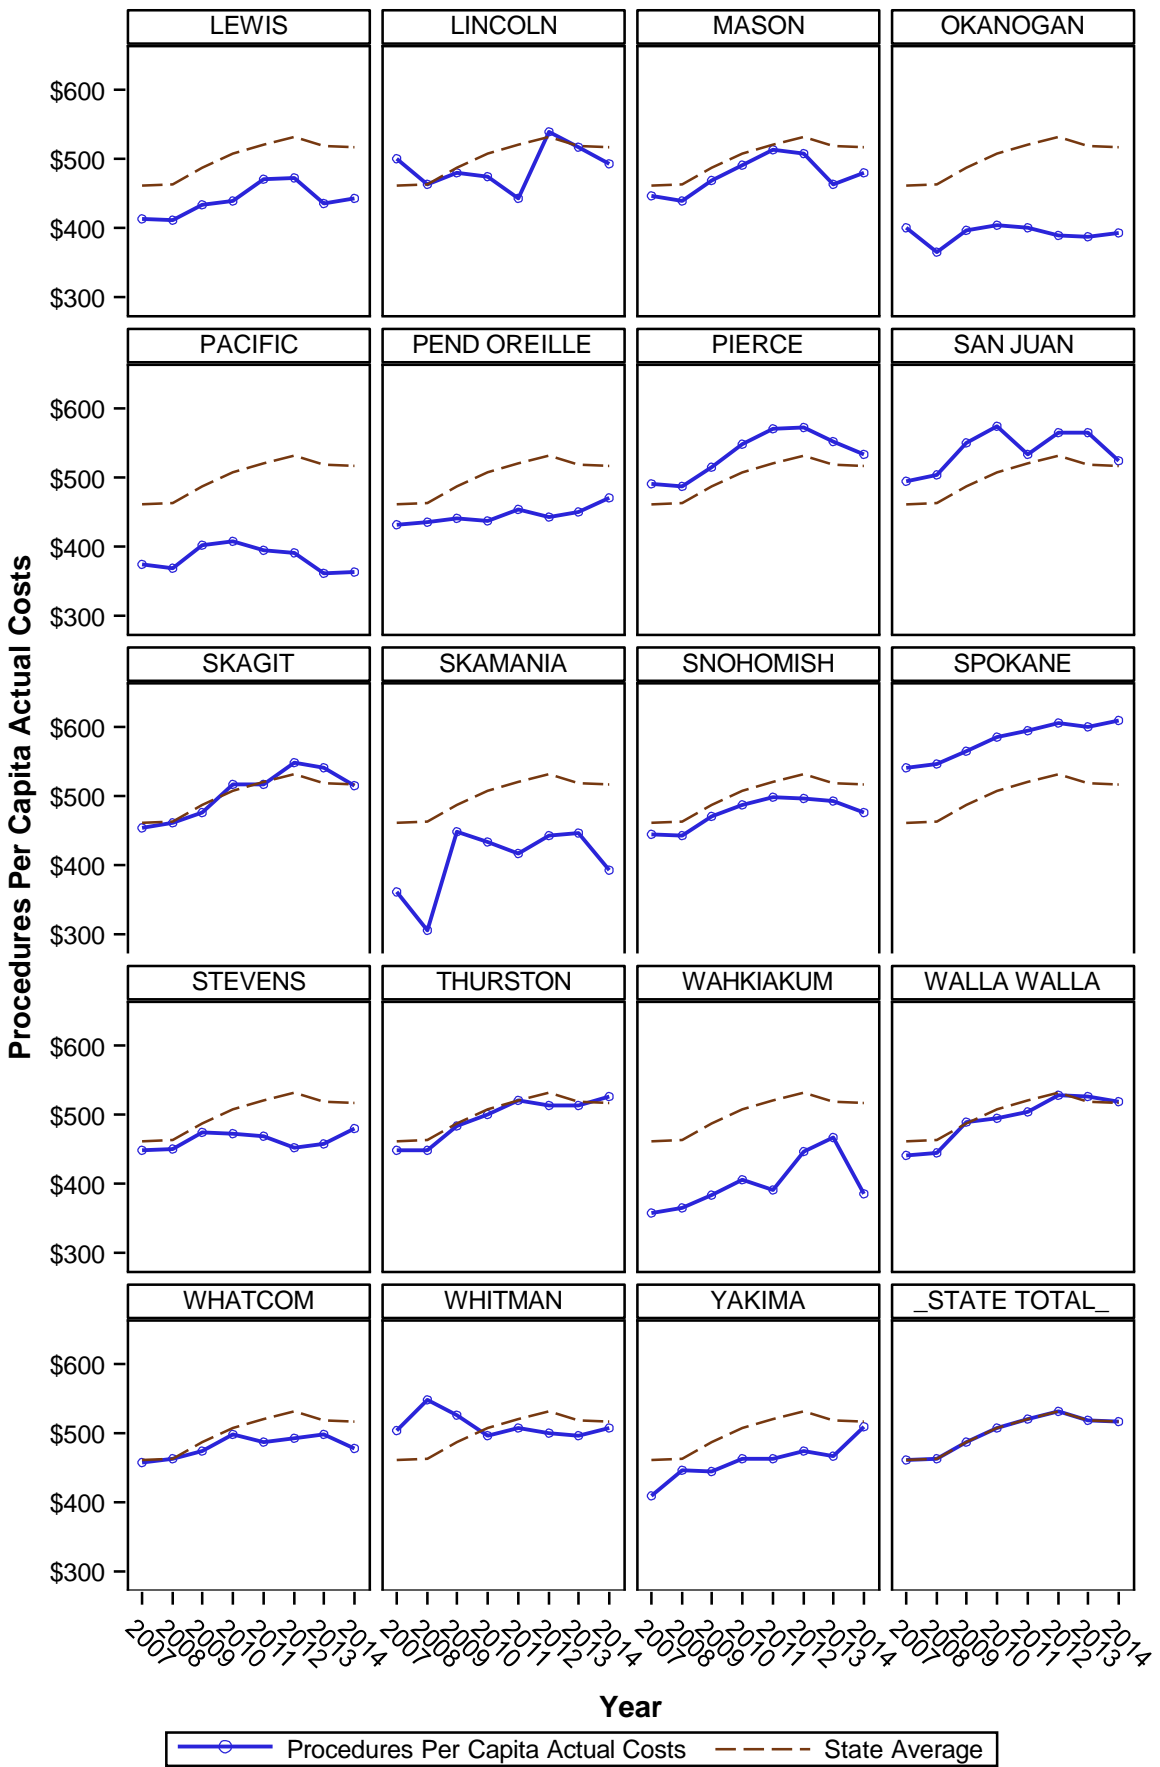 LEWIS LINCOLN MASON OKANOGAN
$600
$500
$400
$300
PACIFIC PEND OREILLE PIERCE SAN JUAN
$600
$500
$400
$300
SKAGIT SKAMANIA SNOHOMISH SPOKANE
$600
$500
$400
$300
STEVENS THURSTON WAHKIAKUM WALLA WALLA
$600
$500
$400
$300
WHATCOM WHITMAN YAKIMA _STATE TOTAL_
$600
$500
$400
$300
Procedures Per Capita Actual Costs
2007 2008 2009 2010 2011 2012 2013 2014 2007 2008 2009 2010 2011 2012 2013 2014 2007 2008 2009 2010 2011 2012 2013 2014 2007 2008 2009 2010 2011 2012 2013 2014
Year
Procedures Per Capita Actual Costs State Average